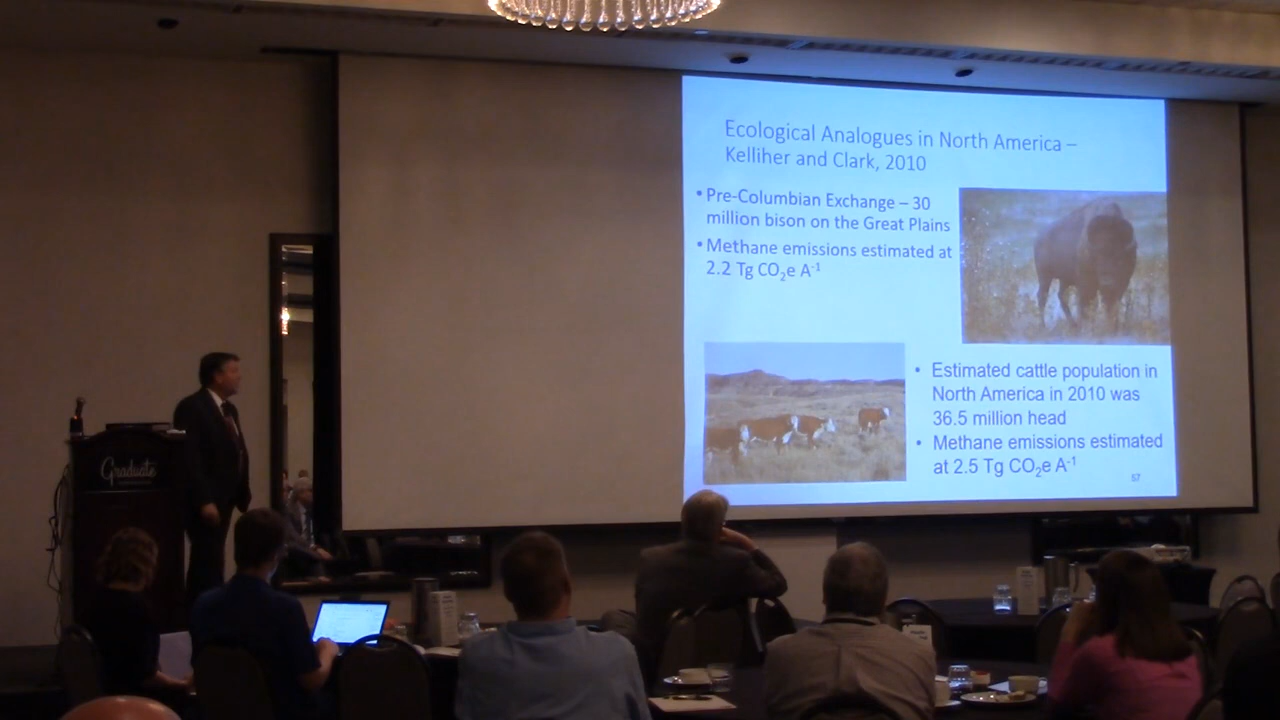 Ecological Analogues in North America –
Kelliher and Clark, 2010
• Pre-Columbian Exchange – 30
million bison on the Great Plains
• Methane emissions estimated at
2.2 Tg CO₂e A⁻¹
• Estimated cattle population in
North America in 2010 was
36.5 million head
• Methane emissions estimated
at 2.5 Tg CO₂e A⁻¹
57
Graduate